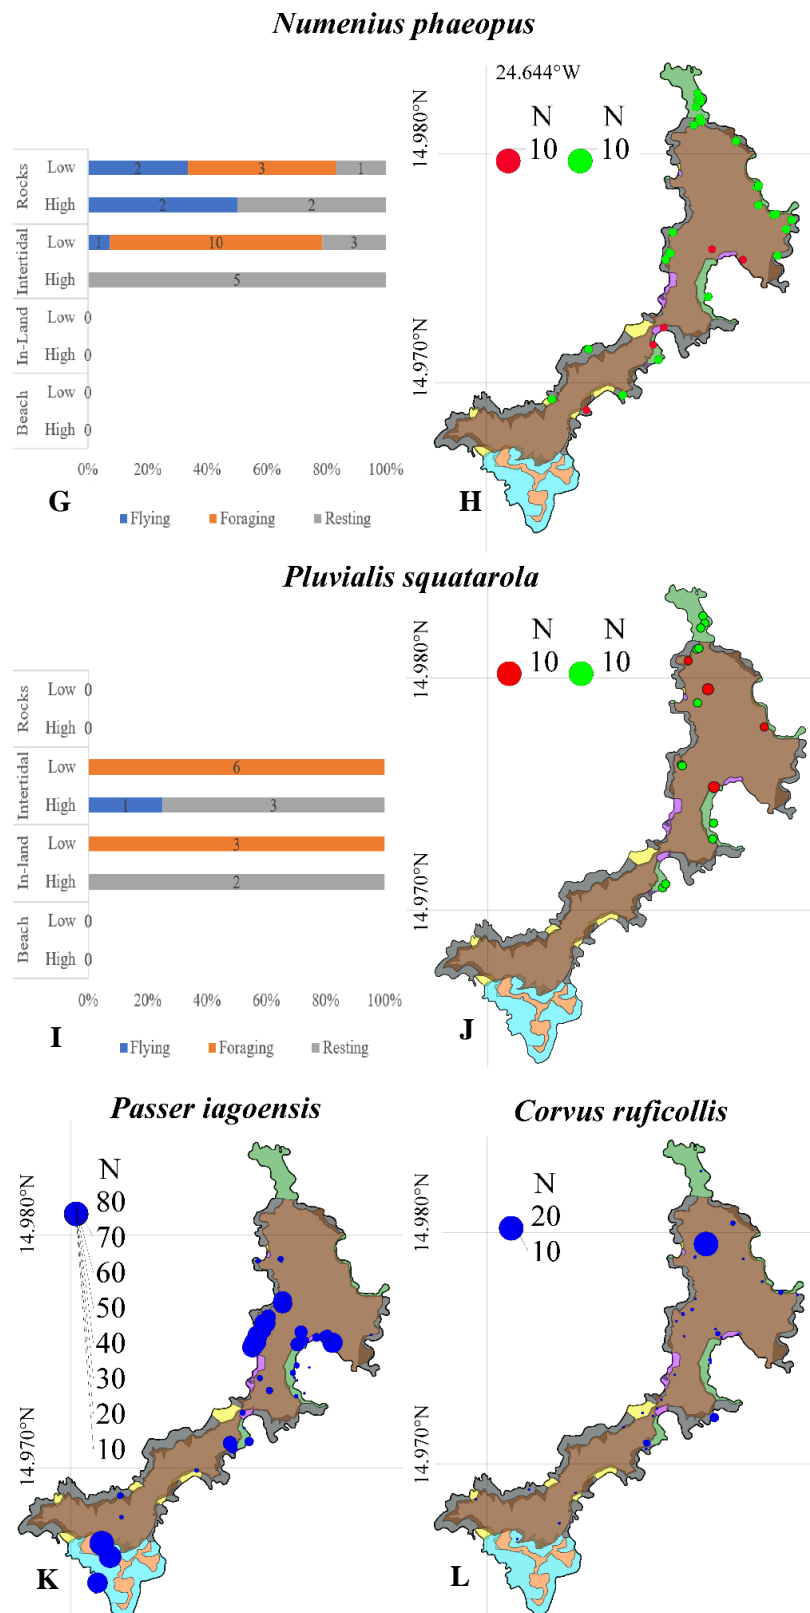 Numenius phaeopus
Rocks
Low
2
3
1
High
2
2
Intertidal
Low
1
10
3
High
5
In-Land
Low 0
High 0
Beach
Low 0
High 0
0% 20% 40% 60% 80% 100%
G
Flying Foraging Resting
24.644°W
14.980°N
N N
10 10
14.970°N
H
Pluvialis squatarola
Rocks
Low 0
High 0
Intertidal
Low
6
High
1
3
In-land
Low
3
High
2
Beach
Low 0
High 0
0% 20% 40% 60% 80% 100%
I
Flying Foraging Resting
14.980°N
N N
10 10
14.970°N
J
Passer iagoensis
N
80
70
60
50
40
30
20
10
14.980°N
14.970°N
K
Corvus ruficollis
N
20
10
14.980°N
14.970°N
L